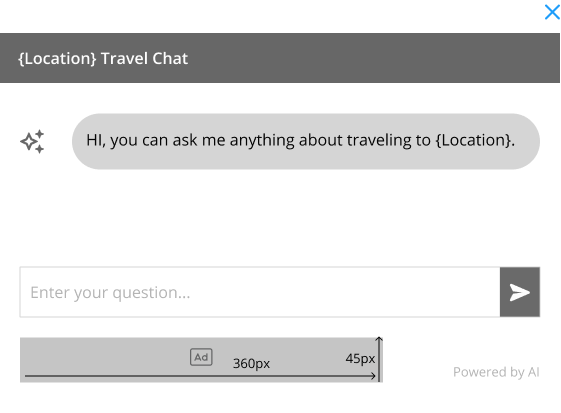 {Location} Travel Chat
HI, you can ask me anything about traveling to {Location}.
Enter your question...
Ad
360px
45px
Powered by AI